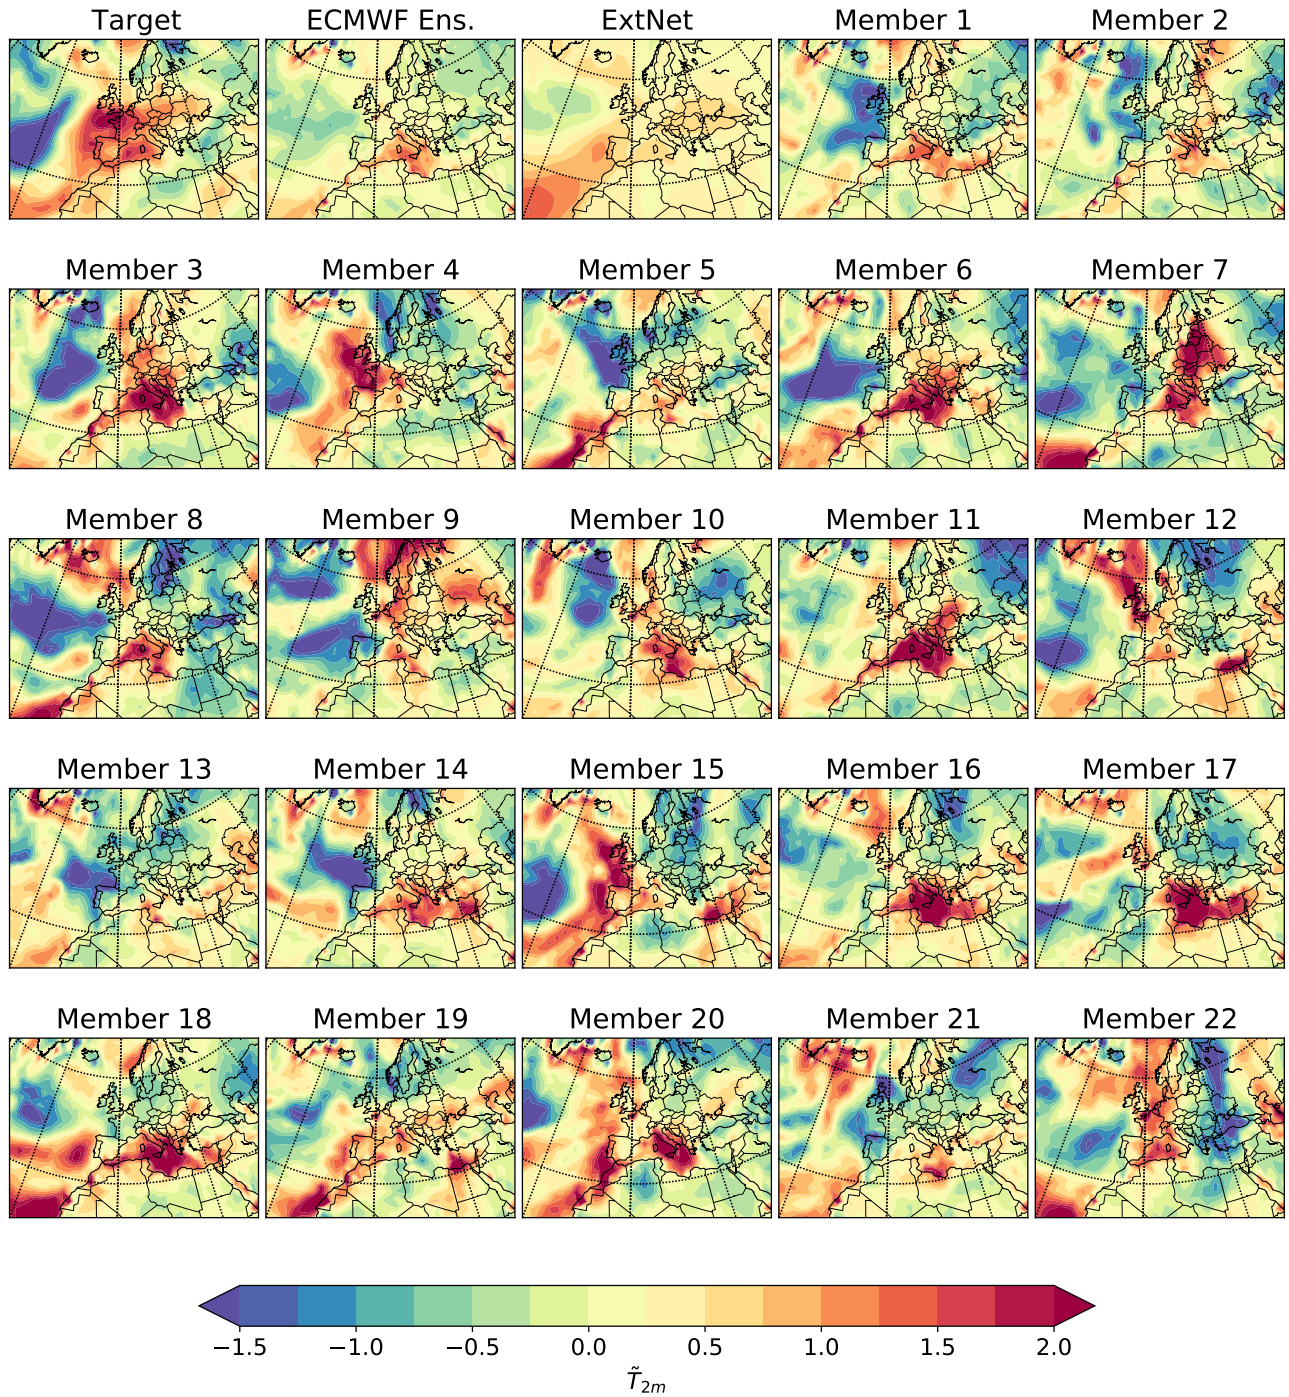 Target ECMWF Ens. ExtNet Member 1 Member 2
Member 3 Member 4 Member 5 Member 6 Member 7
Member 8 Member 9 Member 10 Member 11 Member 12
Member 13 Member 14 Member 15 Member 16 Member 17
Member 18 Member 19 Member 20 Member 21 Member 22
−1.5 −1.0 −0.5 0.0 0.5 1.0 1.5 2.0
T̃2m